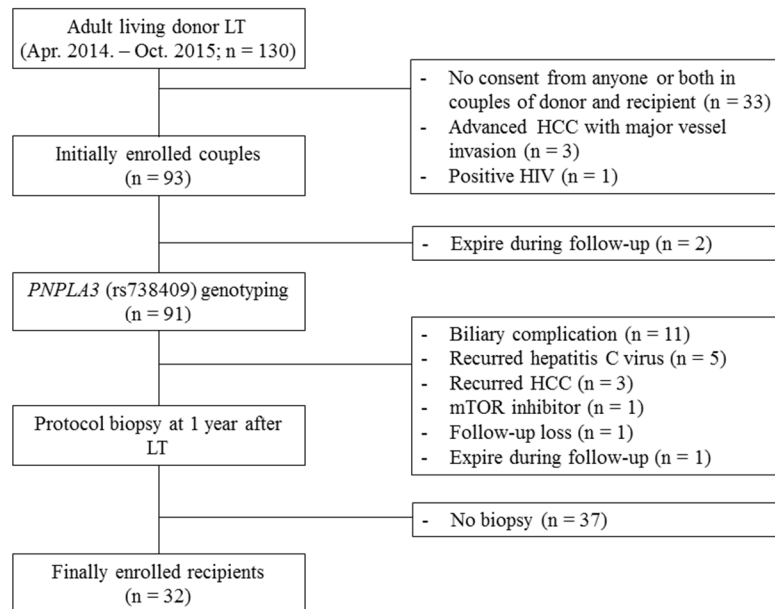 Adult living donor LT
(Apr. 2014. – Oct. 2015; n = 130)
- No consent from anyone or both in
couples of donor and recipient (n = 33)
- Advanced HCC with major vessel
invasion (n = 3)
- Positive HIV (n = 1)
Initially enrolled couples
(n = 93)
- Expire during follow-up (n = 2)
PNPLA3 (rs738409) genotyping
(n = 91)
- Biliary complication (n = 11)
- Recurred hepatitis C virus (n = 5)
- Recurred HCC (n = 3)
- mTOR inhibitor (n = 1)
- Follow-up loss (n = 1)
- Expire during follow-up (n = 1)
Protocol biopsy at 1 year after
LT
- No biopsy (n = 37)
Finally enrolled recipients
(n = 32)